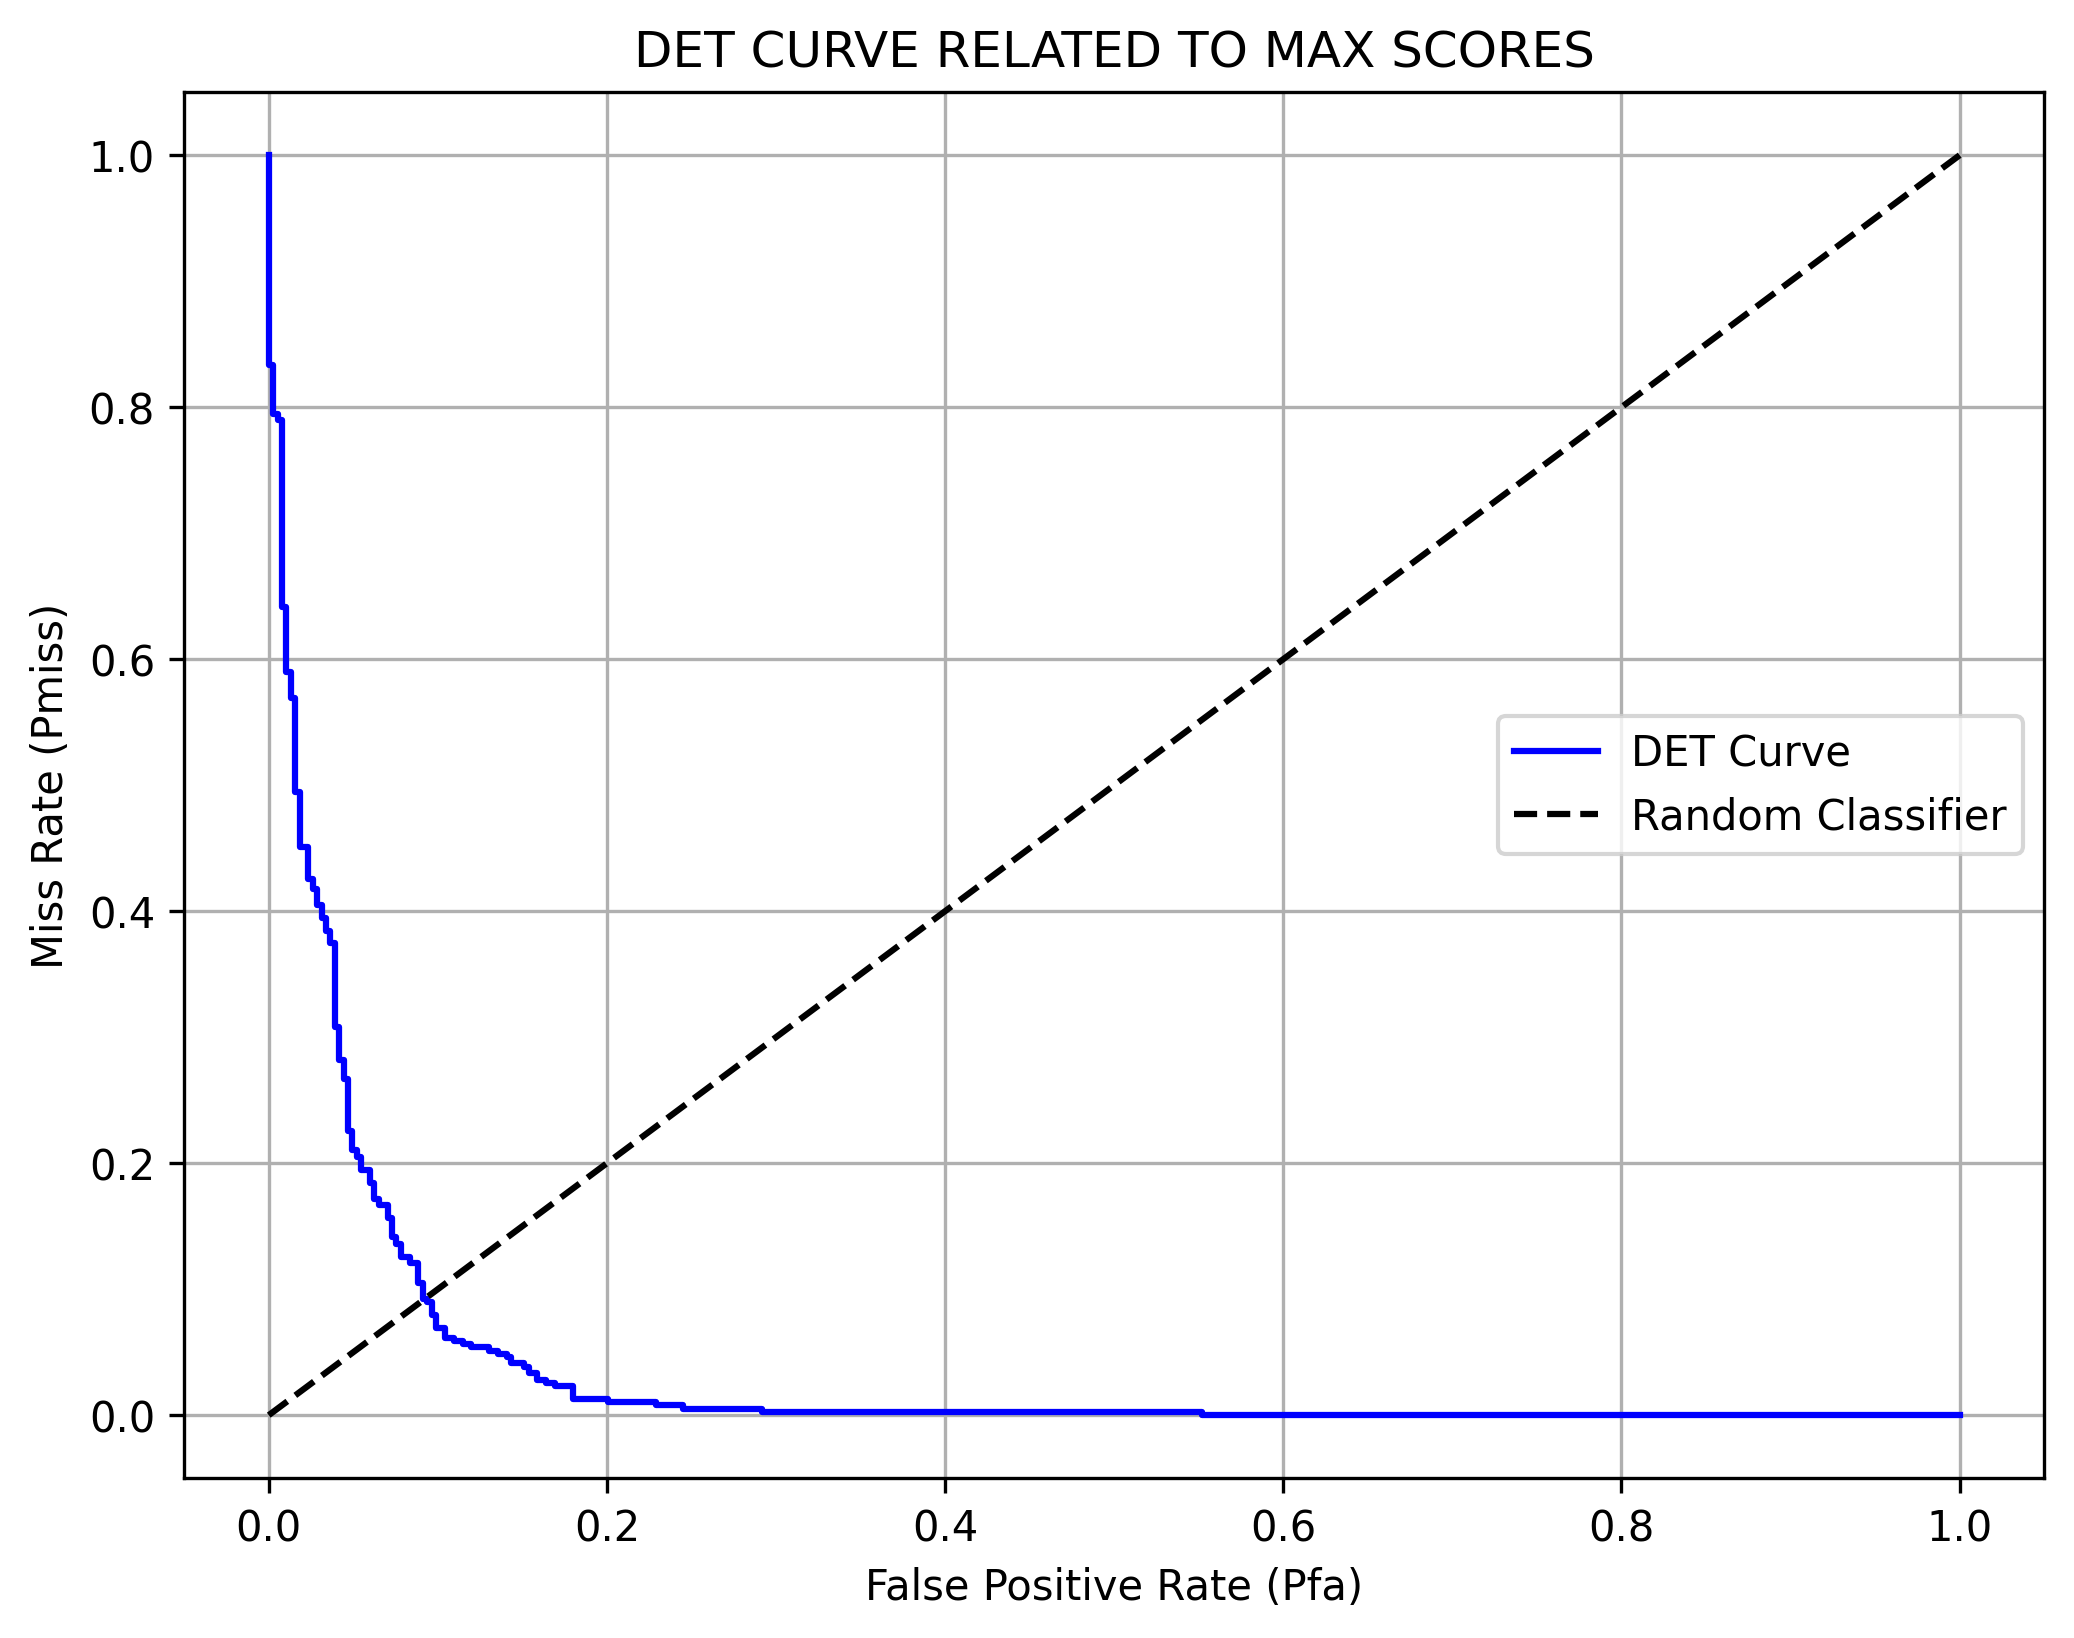 DET CURVE RELATED TO MAX SCORES
1.0
0.8
0.6
0.4
0.2
0.0
Miss Rate (Pmiss)
DET Curve
Random Classifier
0.0 0.2 0.4 0.6 0.8 1.0
False Positive Rate (Pfa)